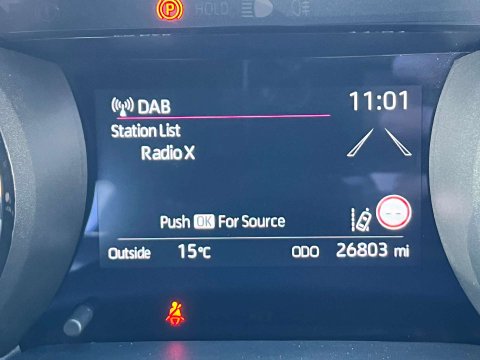 P HOLD
DAB 11:01
Station List
Radio X
Push OK For Source
Outside 15°C ODO 26803 mi